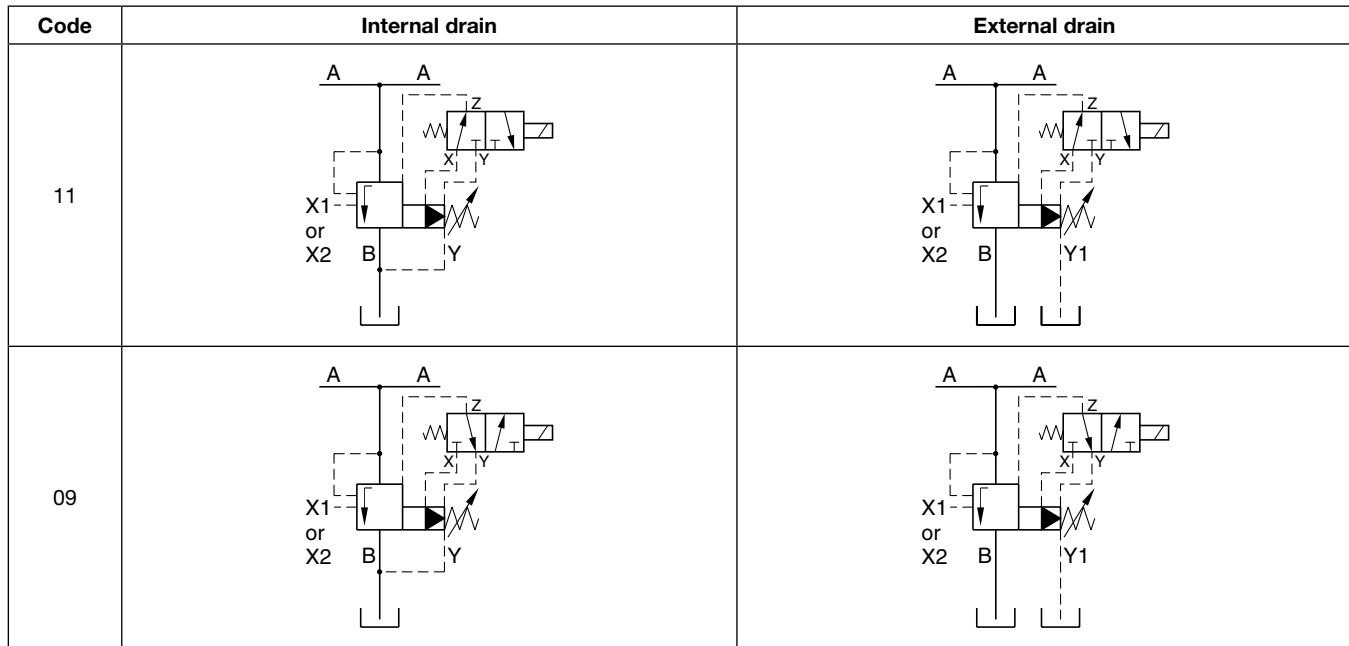 Code Internal drain External drain
11
A A
Z
X Y
X1
or
X2 B Y
A A
Z
X Y
X1
or
X2 B Y1
09
A A
Z
X Y
X1
or
X2 B Y
A A
Z
X Y
X1
or
X2 B Y1